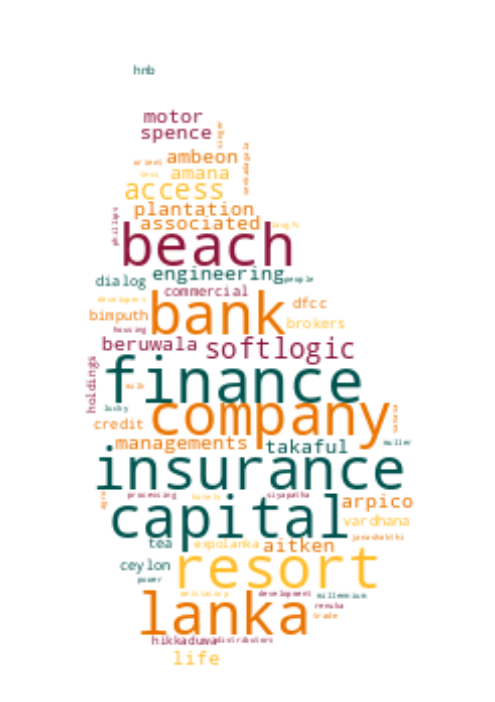 hnb
motor
spence
singer
ambeon
orient
amana
less
access
plantation
associated
laugfs
phillips
beach
engineering
people
dialog
commercial
developers
bank
dfcc
bimputh
brokers
housing
beruwala
softlogic
holdings
finance
milk
lucky
company
credit
managements
takaful
muller
insurance
processing
hotels
siyapatha
agro
capital
arpico
vardhana
janashakthi
tea
expolanka
aitken
ceylon
power
resort
development
millennium
lanka
renuka
trade
hikkaduwa
distributors
life